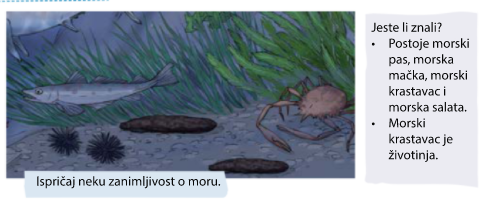 Jeste li znali?
• Postoje morski
pas, morska
mačka, morski
krastavac i
morska salata.
• Morski
krastavac je
životinja.
Ispričaj neku zanimljivost o moru.